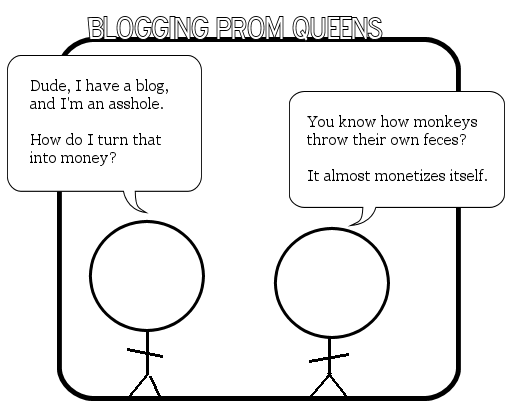 BLOGGING PROM QUEENS
Dude, I have a blog,
and I'm an asshole.
How do I turn that
into money?
You know how monkeys
throw their own feces?
It almost monetizes itself.